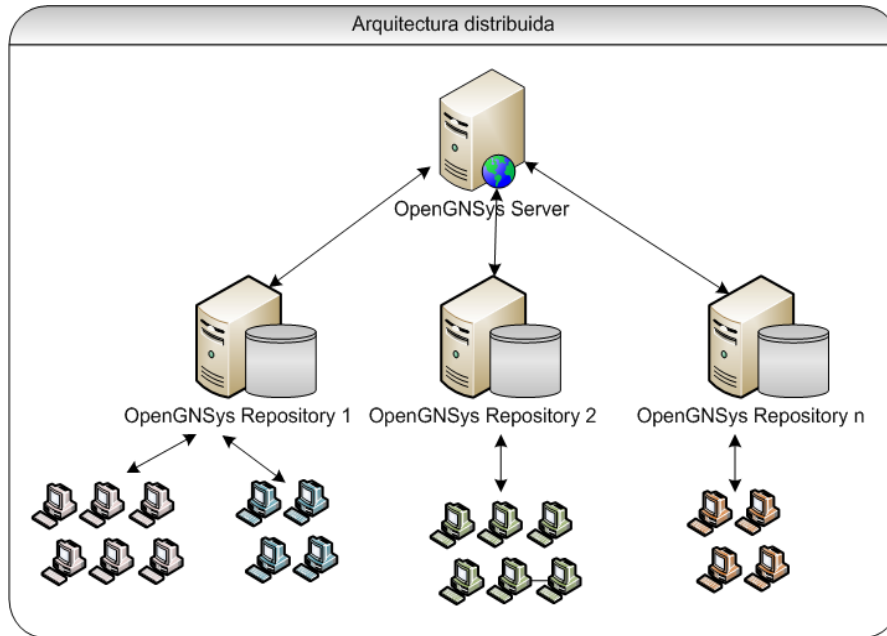 Arquitectura distribuida
OpenGNSys Server
OpenGNSys Repository 1
OpenGNSys Repository 2
OpenGNSys Repository n